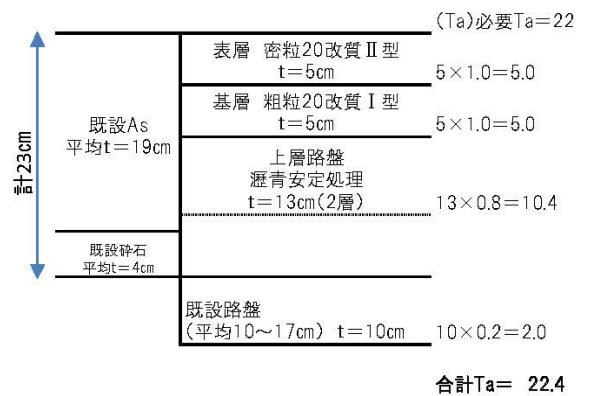 (Ta)必要Ta=22
表層 密粒20改質Ⅱ型
t=5cm
5×1.0=5.0
基層 粗粒20改質Ⅰ型
t=5cm
5×1.0=5.0
既設As
平均t=19cm
計23cm
上層路盤
瀝青安定処理
t=13cm(2層)
13×0.8=10.4
既設砕石
平均t=4cm
既設路盤
(平均10～17cm) t=10cm
10×0.2=2.0
合計Ta= 22.4